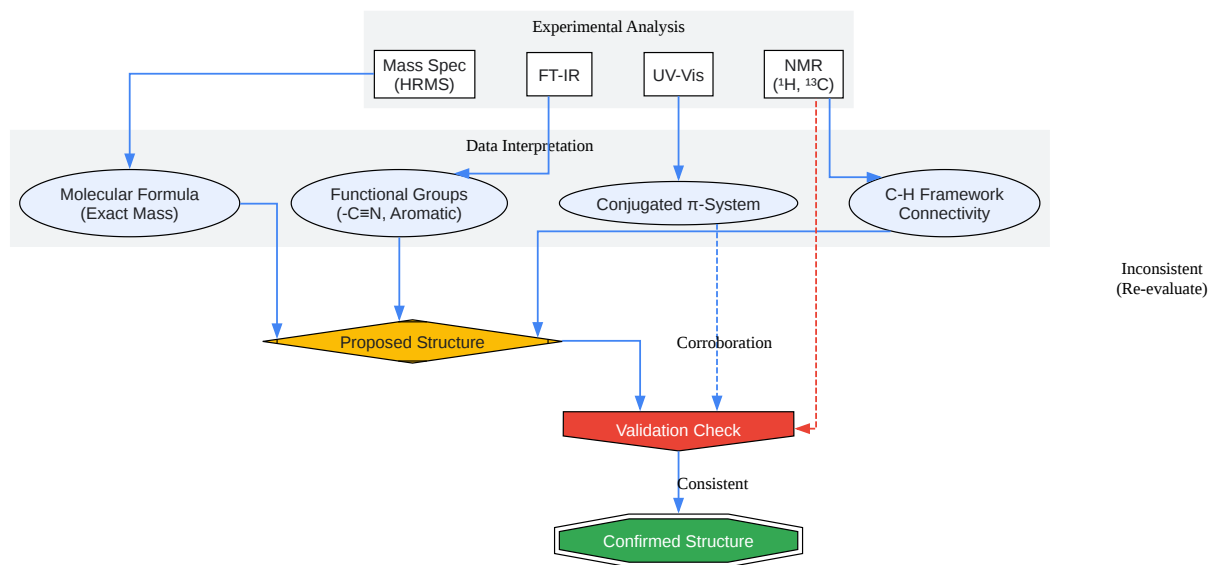 Experimental Analysis
Mass Spec
(HRMS)
FT-IR
UV-Vis
NMR
(¹H, ¹³C)
Data Interpretation
Molecular Formula
(Exact Mass)
Functional Groups
(-C≡N, Aromatic)
Conjugated π-System
C-H Framework
Connectivity
Inconsistent
(Re-evaluate)
Proposed Structure
Corroboration
Validation Check
Consistent
Confirmed Structure